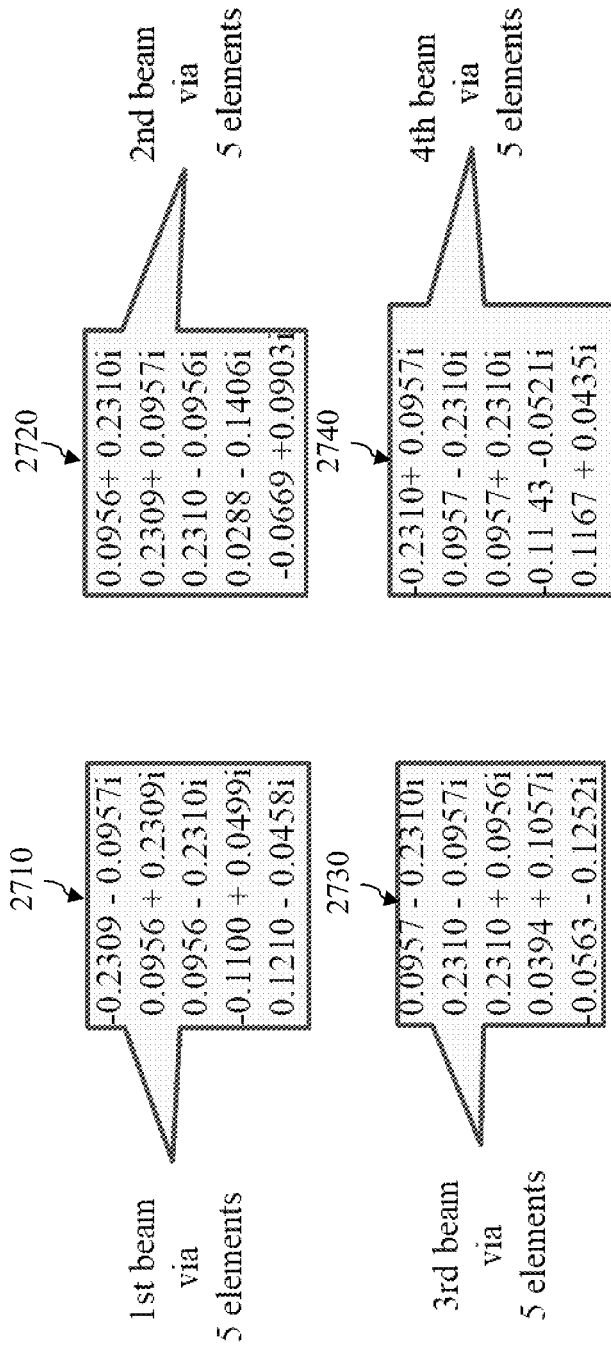 2710
-0.2309 - 0.0957i
0.0956 + 0.2309i
0.0956 - 0.2310i
-0.1100 + 0.0499i
0.1210 - 0.0458i
1st beam
via
5 elements
2720
0.0956+ 0.2310i
0.2309+ 0.0957i
0.2310 - 0.0956i
0.0288 - 0.1406i
-0.0669 +0.0903i
2nd beam
via
5 elements
2730
0.0957 - 0.2310i
0.2310 - 0.0957i
0.2310 + 0.0956i
0.0394 + 0.1057i
-0.0563 - 0.1252i
3rd beam
via
5 elements
2740
-0.2310+ 0.0957i
0.0957 - 0.2310i
0.0957+ 0.2310i
-0.11 43 -0.0521i
0.1167 + 0.0435i
4th beam
via
5 elements